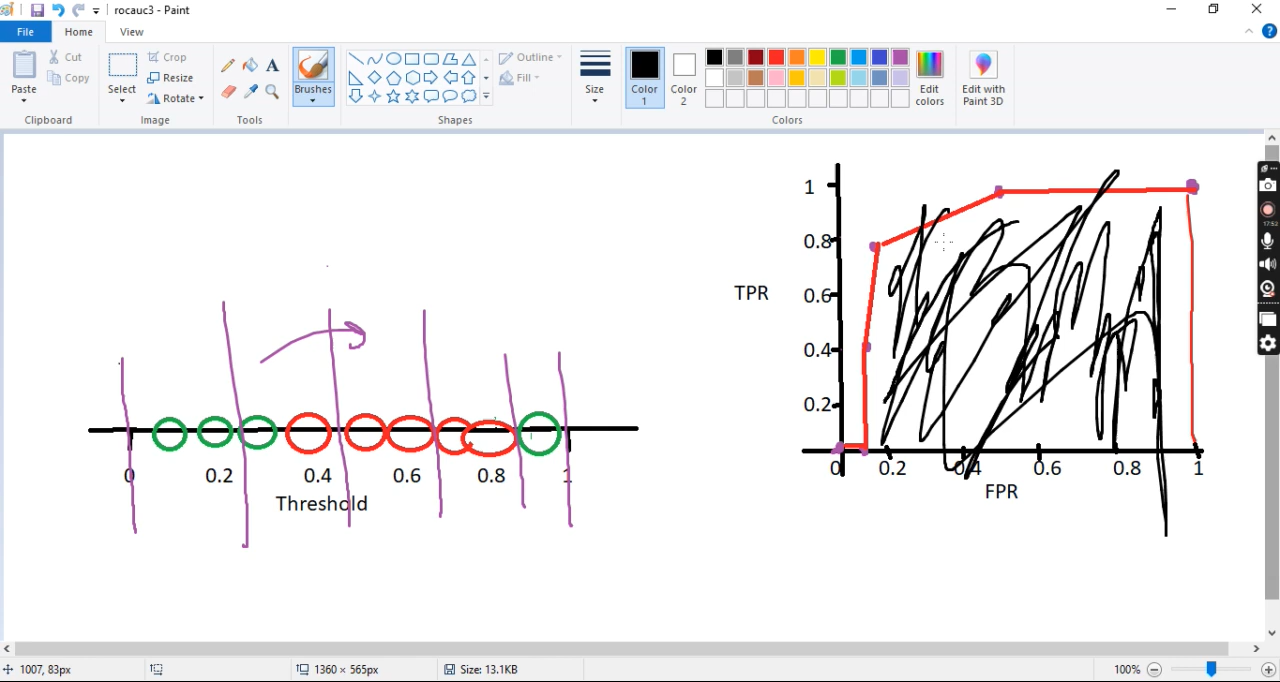 rocauc3 - Paint
File Home View
Paste
Cut
Copy
Clipboard
Select
Crop
Resize
Rotate
Image
A
Tools
Brushes
Outline
Fill
Shapes
Size
Color
1
Color
2
Edit
colors
Colors
Edit with
Paint 3D
0 0.2 0.4 0.6 0.8 1
Threshold
TPR
1
0.8
0.6
0.4
0.2
0 0.2 0.4 0.6 0.8 1
FPR
17:52
1007, 83px
1360 × 565px
Size: 13.1KB
100%